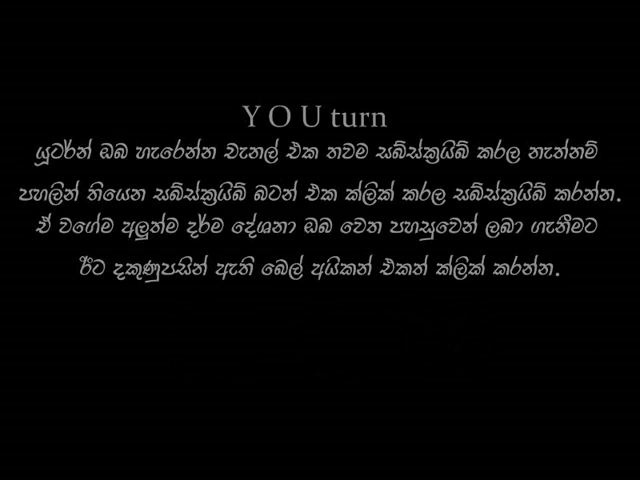 Y O U turn
යූටර්න් ඔබ හැරෙන්න චැනල් එක තවම සබ්ස්ක්‍රයිබ් කරල නැත්නම්
පහලින් තියෙන සබ්ස්ක්‍රයිබ් බටන් එක ක්ලික් කරල සබ්ස්ක්‍රයිබ් කරන්න.
ඒ වගේම අලුත්ම දර්ම දේශනා ඔබ වෙත පහසුවෙන් ලබා ගැනීමට
ඊට දකුණුපසින් ඇති බෙල් අයිකන් එකත් ක්ලික් කරන්න.